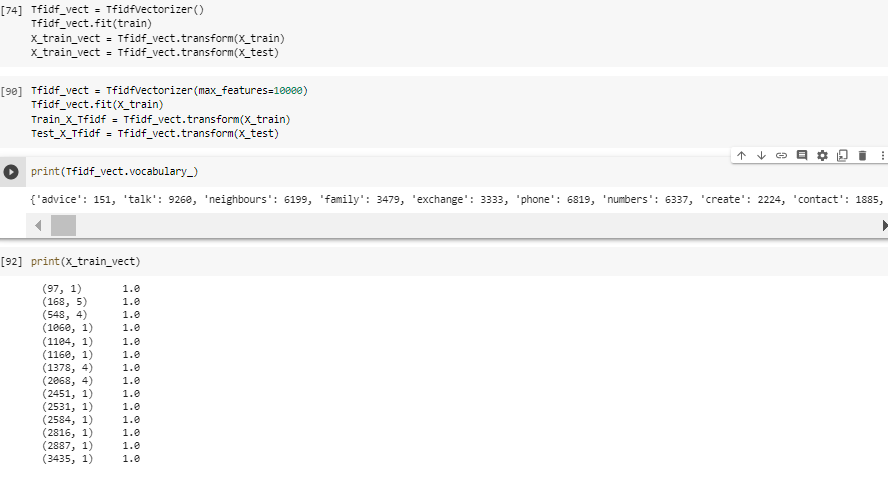 [74] Tfidf_vect = TfidfVectorizer()
Tfidf_vect.fit(train)
X_train_vect = Tfidf_vect.transform(X_train)
X_train_vect = Tfidf_vect.transform(X_test)
[90] Tfidf_vect = TfidfVectorizer(max_features=10000)
Tfidf_vect.fit(X_train)
Train_X_Tfidf = Tfidf_vect.transform(X_train)
Test_X_Tfidf = Tfidf_vect.transform(X_test)
print(Tfidf_vect.vocabulary_)
{'advice': 151, 'talk': 9260, 'neighbours': 6199, 'family': 3479, 'exchange': 3333, 'phone': 6819, 'numbers': 6337, 'create': 2224, 'contact': 1885,
[92] print(X_train_vect)
(97, 1) 1.0
(168, 5) 1.0
(548, 4) 1.0
(1060, 1) 1.0
(1104, 1) 1.0
(1160, 1) 1.0
(1378, 4) 1.0
(2068, 4) 1.0
(2451, 1) 1.0
(2531, 1) 1.0
(2584, 1) 1.0
(2816, 1) 1.0
(2887, 1) 1.0
(3435, 1) 1.0